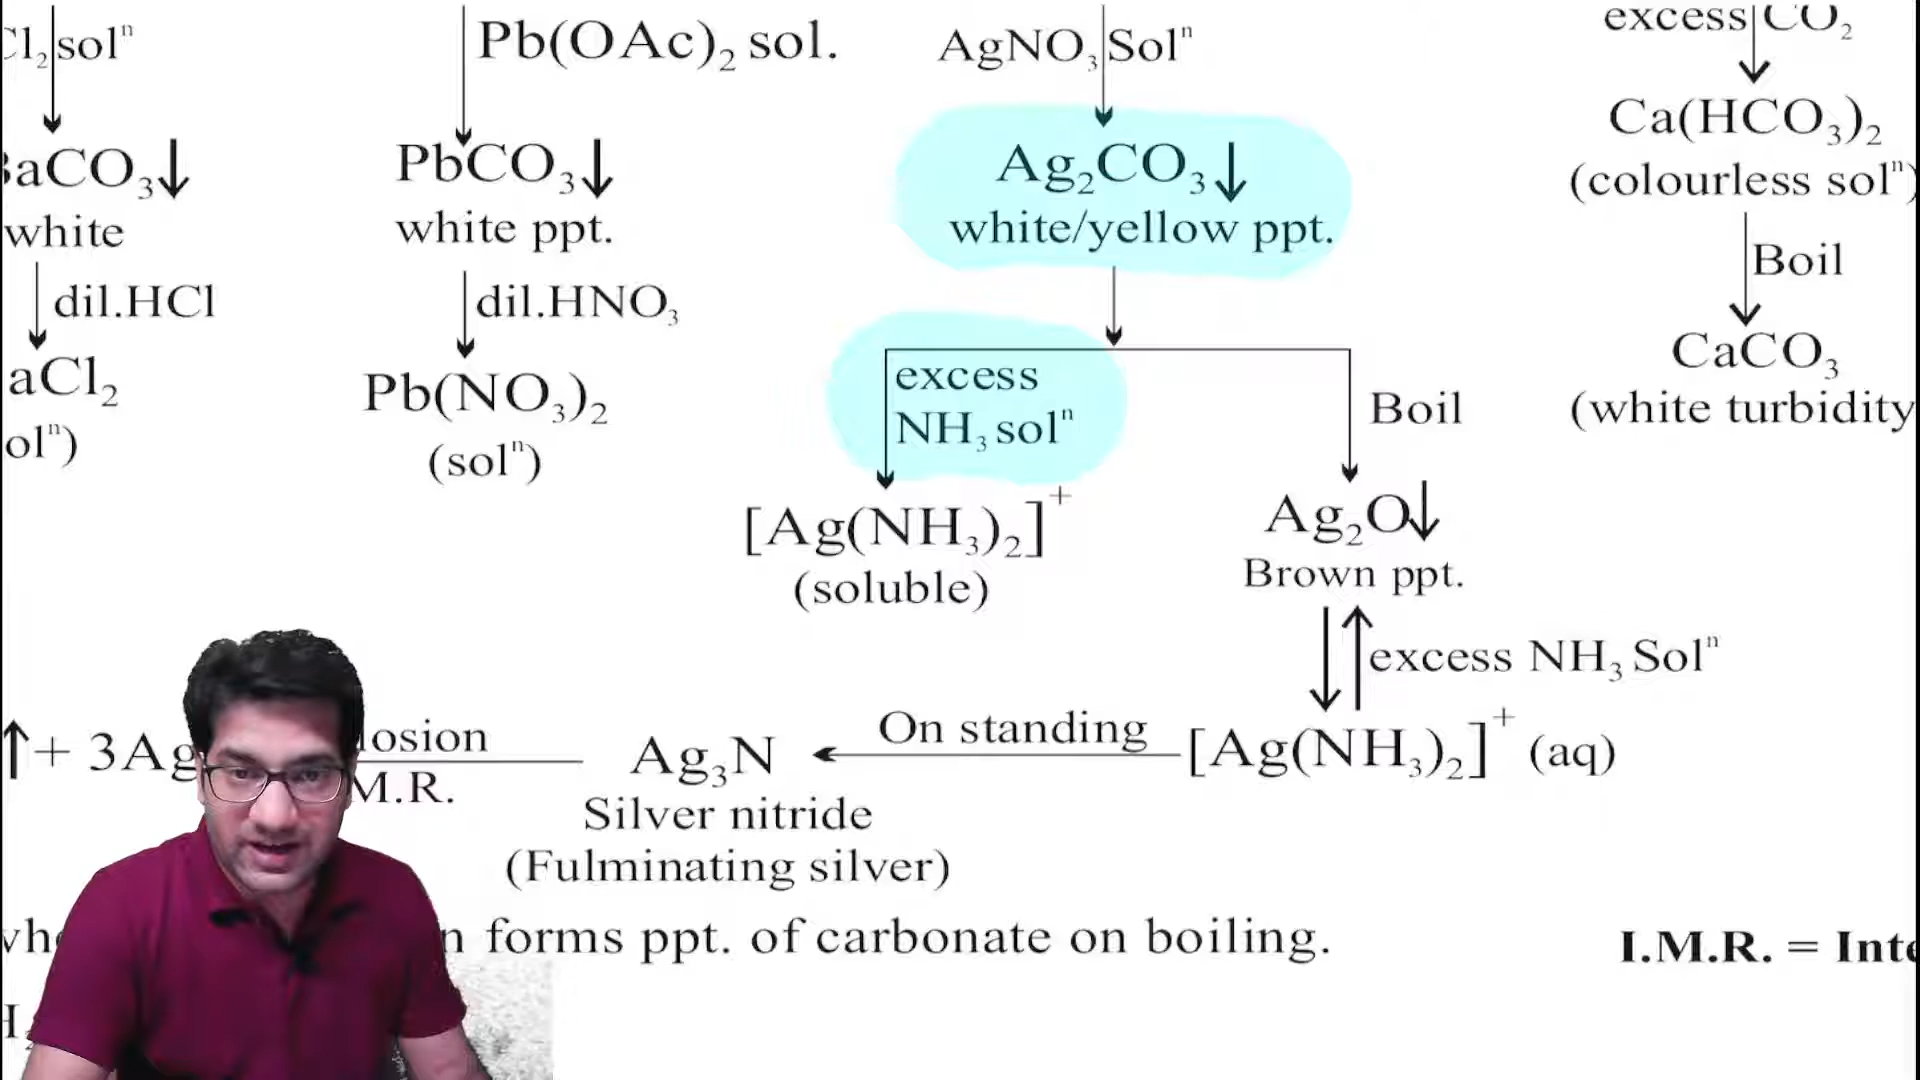 Cl₂ solⁿ
BaCO₃↓
white
dil.HCl
aCl₂
olⁿ)
Pb(OAc)₂ sol.
PbCO₃↓
white ppt.
dil.HNO₃
Pb(NO₃)₂
(solⁿ)
AgNO₃ Solⁿ
Ag₂CO₃↓
white/yellow ppt.
excess
NH₃ solⁿ
[Ag(NH₃)₂]⁺
(soluble)
Boil
Ag₂O↓
Brown ppt.
excess NH₃ Solⁿ
[Ag(NH₃)₂]⁺ (aq)
On standing
Ag₃N
Silver nitride
(Fulminating silver)
losion
M.R.
↑ + 3Ag
excess CO₂
Ca(HCO₃)₂
(colourless solⁿ)
Boil
CaCO₃
(white turbidity
forms ppt. of carbonate on boiling.
I.M.R. = Inte